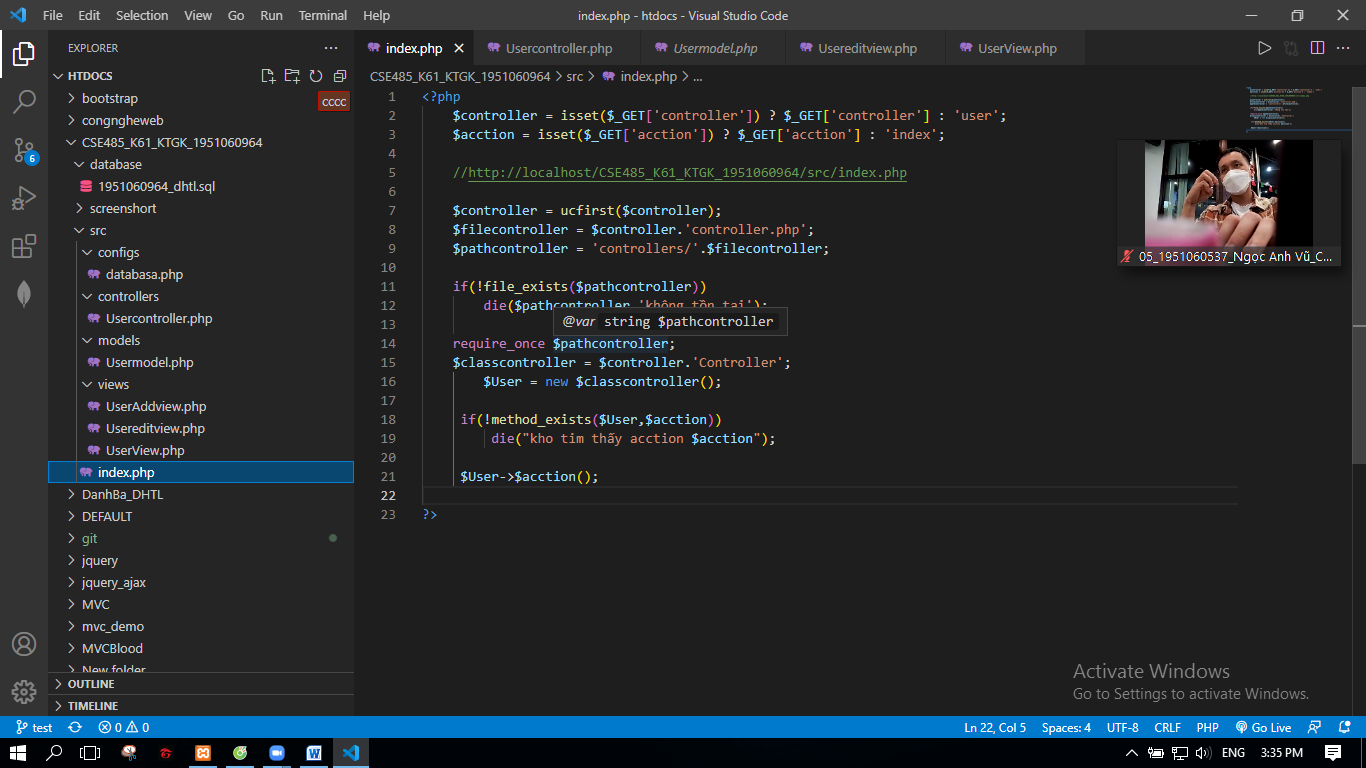 File Edit Selection View Go Run Terminal Help index.php - htdocs - Visual Studio Code
EXPLORER
index.php Usercontroller.php Usermodel.php Usereditview.php UserView.php
HTDOCS
CSE485_K61_KTGK_1951060964 > src > index.php > ...
bootstrap
cccc
congngheweb
CSE485_K61_KTGK_1951060964
database
1951060964_dhtl.sql
screenshort
src
configs
databasa.php
controllers
Usercontroller.php
models
Usermodel.php
views
UserAddview.php
Usereditview.php
UserView.php
index.php
DanhBa_DHTL
DEFAULT
git
jquery
jquery_ajax
MVC
mvc_demo
MVCBlood
New folder
OUTLINE
TIMELINE
1 <?php
2 $controller = isset($_GET['controller']) ? $_GET['controller'] : 'user';
3 $acction = isset($_GET['acction']) ? $_GET['acction'] : 'index';
4
5 //http://localhost/CSE485_K61_KTGK_1951060964/src/index.php
6
7 $controller = ucfirst($controller);
8 $filecontroller = $controller.'controller.php';
9 $pathcontroller = 'controllers/'.$filecontroller;
10
11 if(!file_exists($pathcontroller))
12 die($pathcontroller.'không tồn tại');
13 @var string $pathcontroller
14 require_once $pathcontroller;
15 $classcontroller = $controller.'Controller';
16 $User = new $classcontroller();
17
18 if(!method_exists($User,$acction))
19 die("kho tim thấy acction $acction");
20
21 $User->$acction();
22
23 ?>
05_1951060537_Ngọc Anh Vũ_C...
Activate Windows
Go to Settings to activate Windows.
test 0 0 Ln 22, Col 5 Spaces: 4 UTF-8 CRLF PHP Go Live
6
ENG 3:35 PM